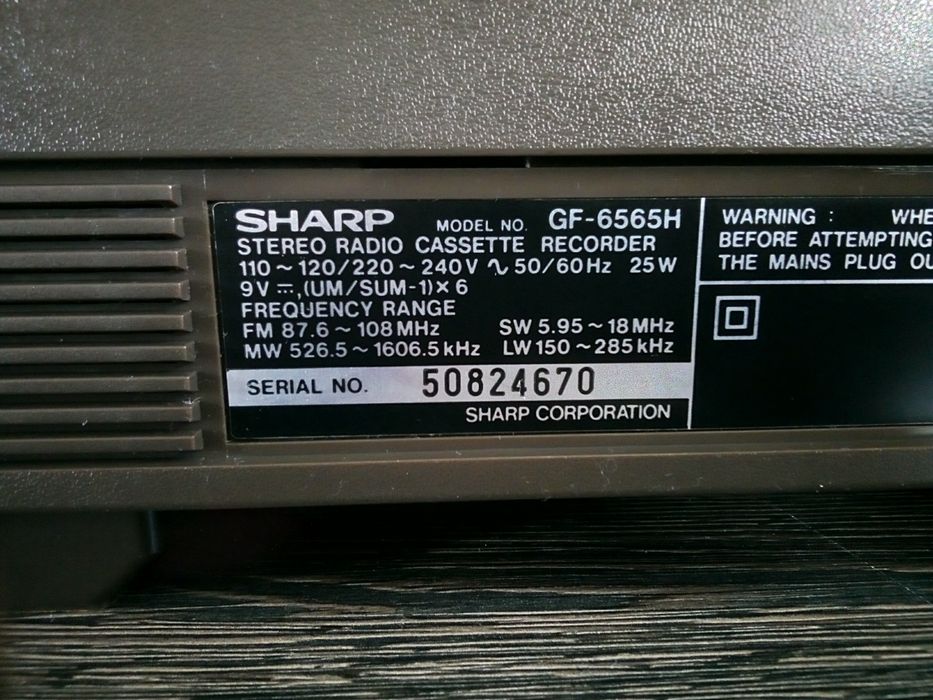 SHARP MODEL NO. GF-6565H
STEREO RADIO CASSETTE RECORDER
110 ~ 120/220 ~ 240V ∿ 50/60Hz 25W
9V ⎓,(UM/SUM-1)×6
FREQUENCY RANGE
FM 87.6 ~ 108MHz SW 5.95 ~ 18MHz
MW 526.5 ~ 1606.5kHz LW 150 ~ 285kHz
SERIAL NO. 50824670
SHARP CORPORATION
WARNING : WHE
BEFORE ATTEMPTING
THE MAINS PLUG OU